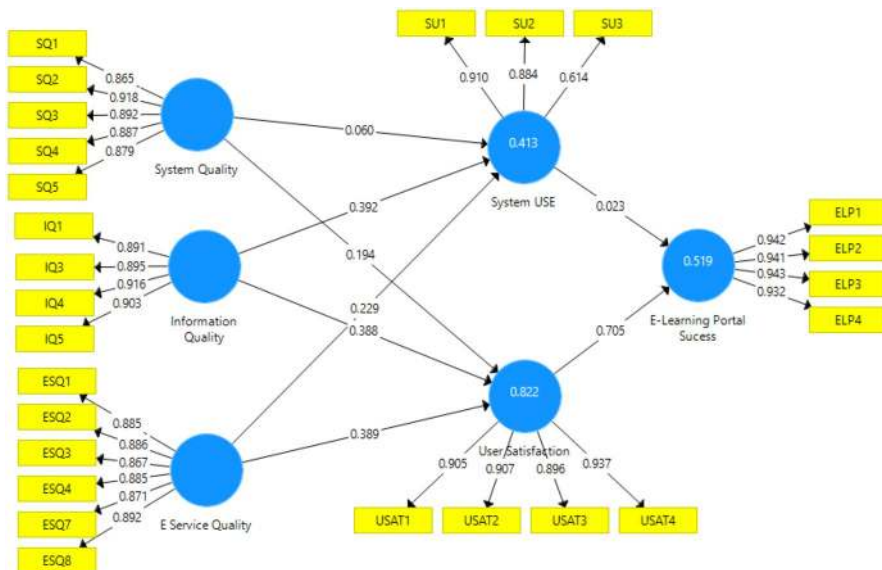 SU1
SU2
SU3
0.910
0.884
0.614
SQ1
SQ2
SQ3
SQ4
SQ5
0.865
0.918
0.892
0.887
0.879
System Quality
0.060
0.413
System USE
IQ1
IQ3
IQ4
IQ5
0.891
0.895
0.916
0.903
Information
Quality
0.392
0.194
0.229
0.388
0.023
0.519
E-Learning Portal
Sucess
ELP1
ELP2
ELP3
ELP4
0.942
0.941
0.943
0.932
0.705
ESQ1
ESQ2
ESQ3
ESQ4
ESQ7
ESQ8
0.885
0.886
0.867
0.885
0.871
0.892
E Service Quality
0.389
0.822
User Satisfaction
0.905
0.907
0.896
0.937
USAT1
USAT2
USAT3
USAT4